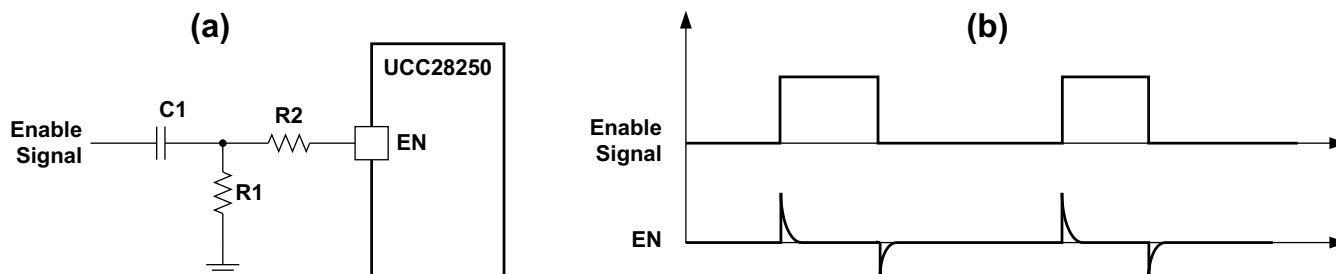 (a)
UCC28250
C1
R2
Enable
Signal
EN
R1
(b)
Enable
Signal
EN